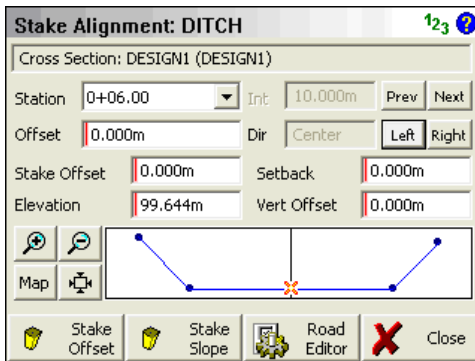 Stake Alignment: DITCH 123 ?
Cross Section: DESIGN1 (DESIGN1)
Station 0+06.00 Int 10.000m Prev Next
Offset 0.000m Dir Center Left Right
Stake Offset 0.000m Setback 0.000m
Elevation 99.644m Vert Offset 0.000m
Map
Stake Offset Stake Slope Road Editor Close